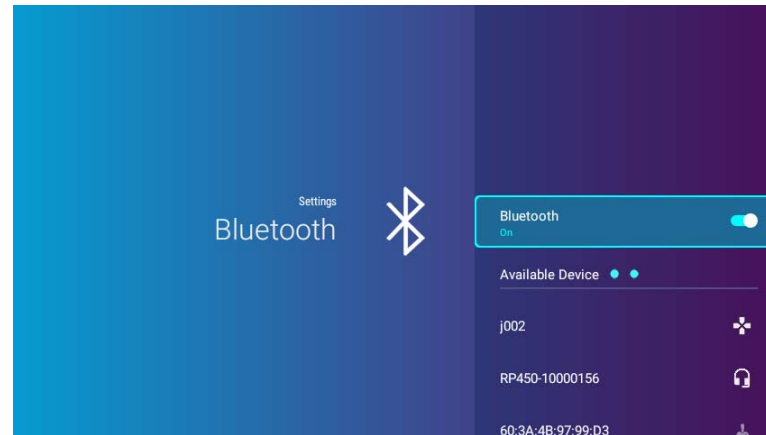 Settings
Bluetooth
Bluetooth
On
Available Device
j002
RP450-10000156
60:3A:4B:97:99:D3